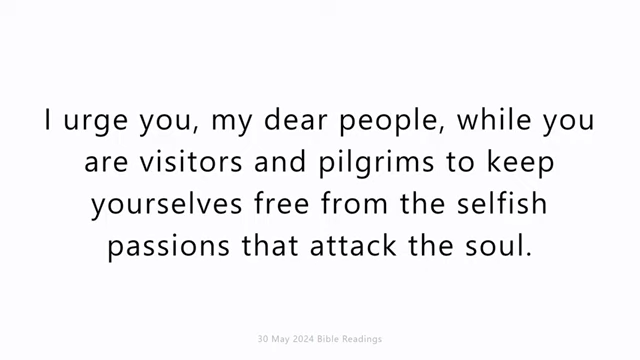 I urge you, my dear people, while you
are visitors and pilgrims to keep
yourselves free from the selfish
passions that attack the soul.
30 May 2024 Bible Readings